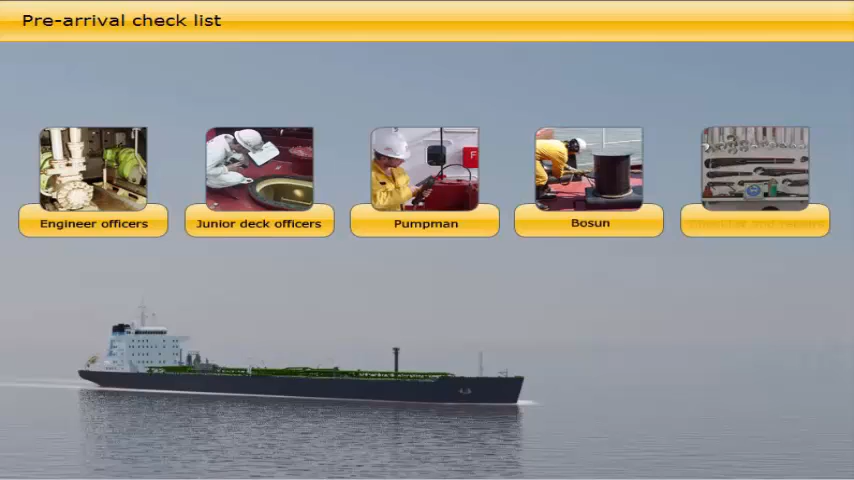 Pre-arrival check list
Engineer officers
Junior deck officers
Pumpman
F
Bosun